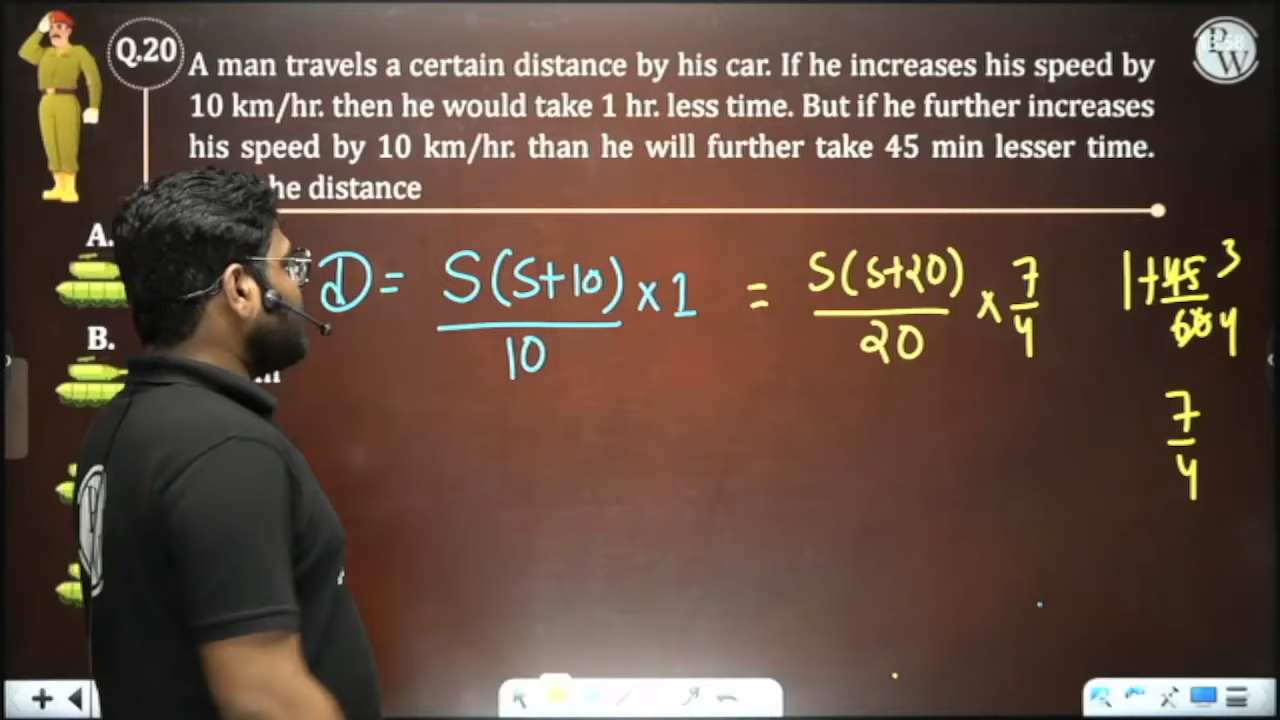 Q.20
A man travels a certain distance by his car. If he increases his speed by
10 km/hr. then he would take 1 hr. less time. But if he further increases
his speed by 10 km/hr. than he will further take 45 min lesser time.
he distance
A.
B.
D = S(S+10)/10 × 1 = S(S+20)/20 × 7/4
1+45/60 3/4
7/4